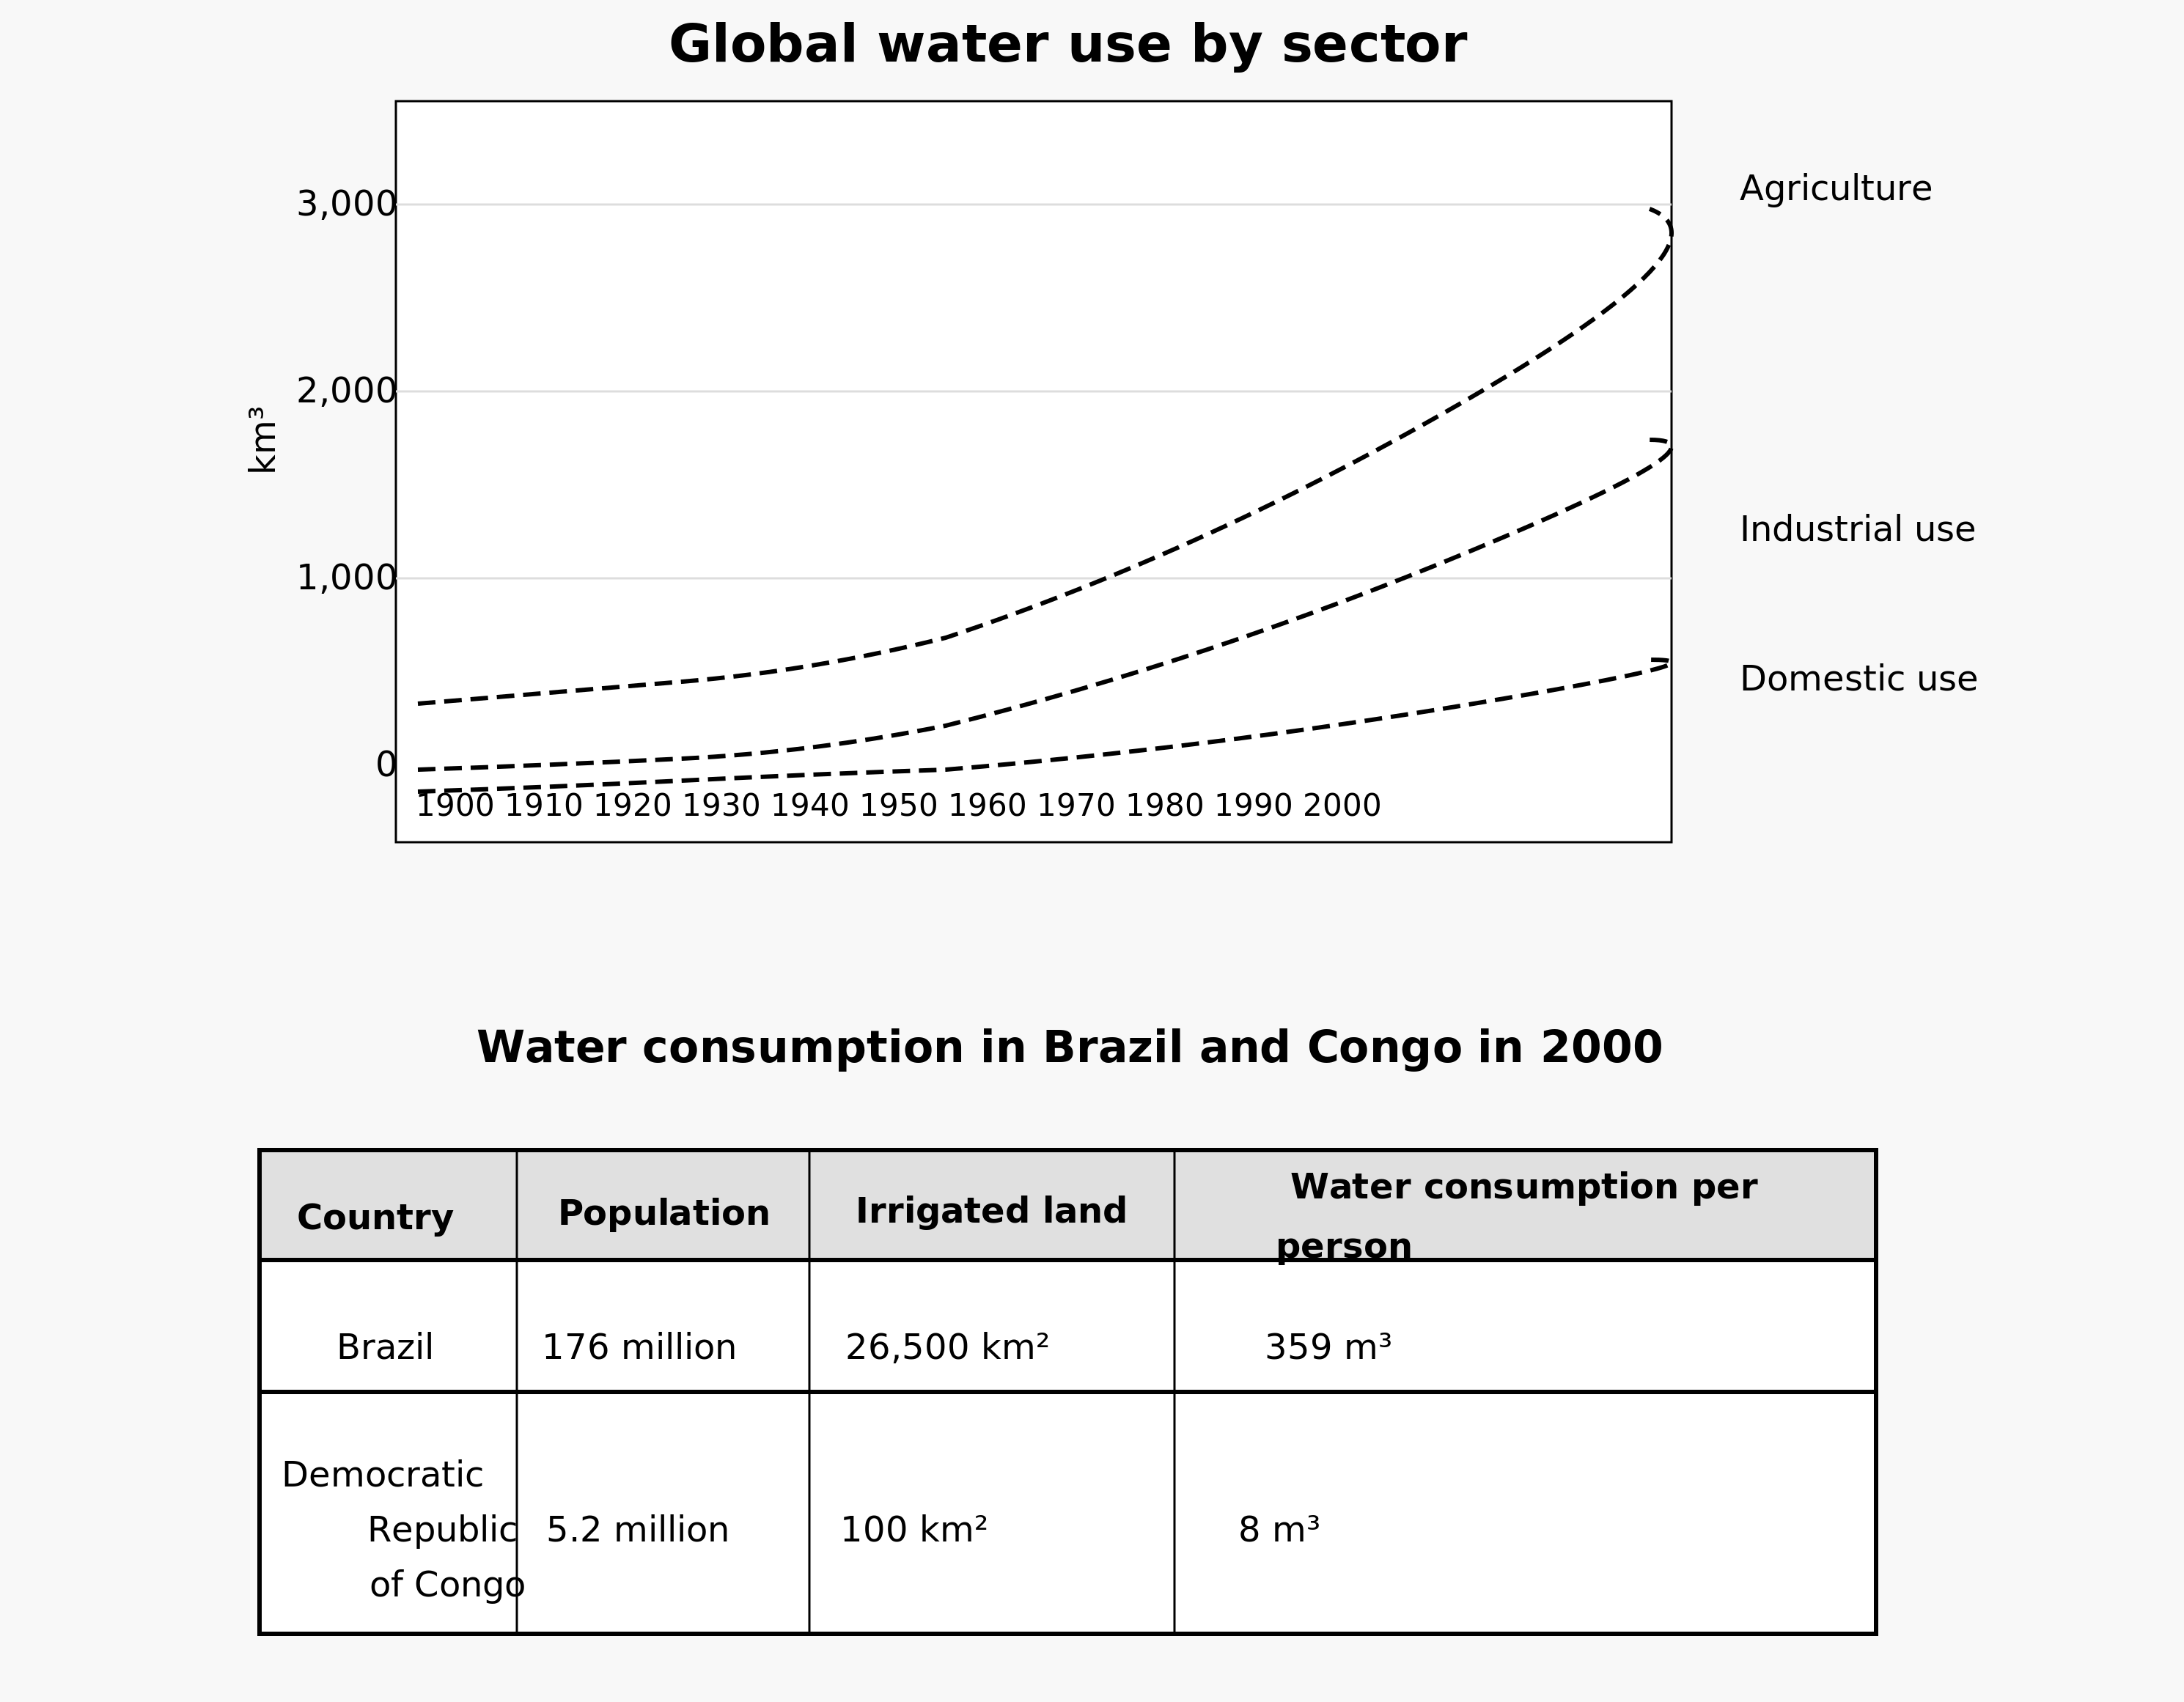 Global water use by sector
3,000
2,000
1,000
0
km³
Agriculture
Industrial use
Domestic use
1900 1910 1920 1930 1940 1950 1960 1970 1980 1990 2000
Water consumption in Brazil and Congo in 2000
Country
Population
Irrigated land
Water consumption per
person
Brazil
176 million
26,500 km²
359 m³
Democratic
Republic
of Congo
5.2 million
100 km²
8 m³